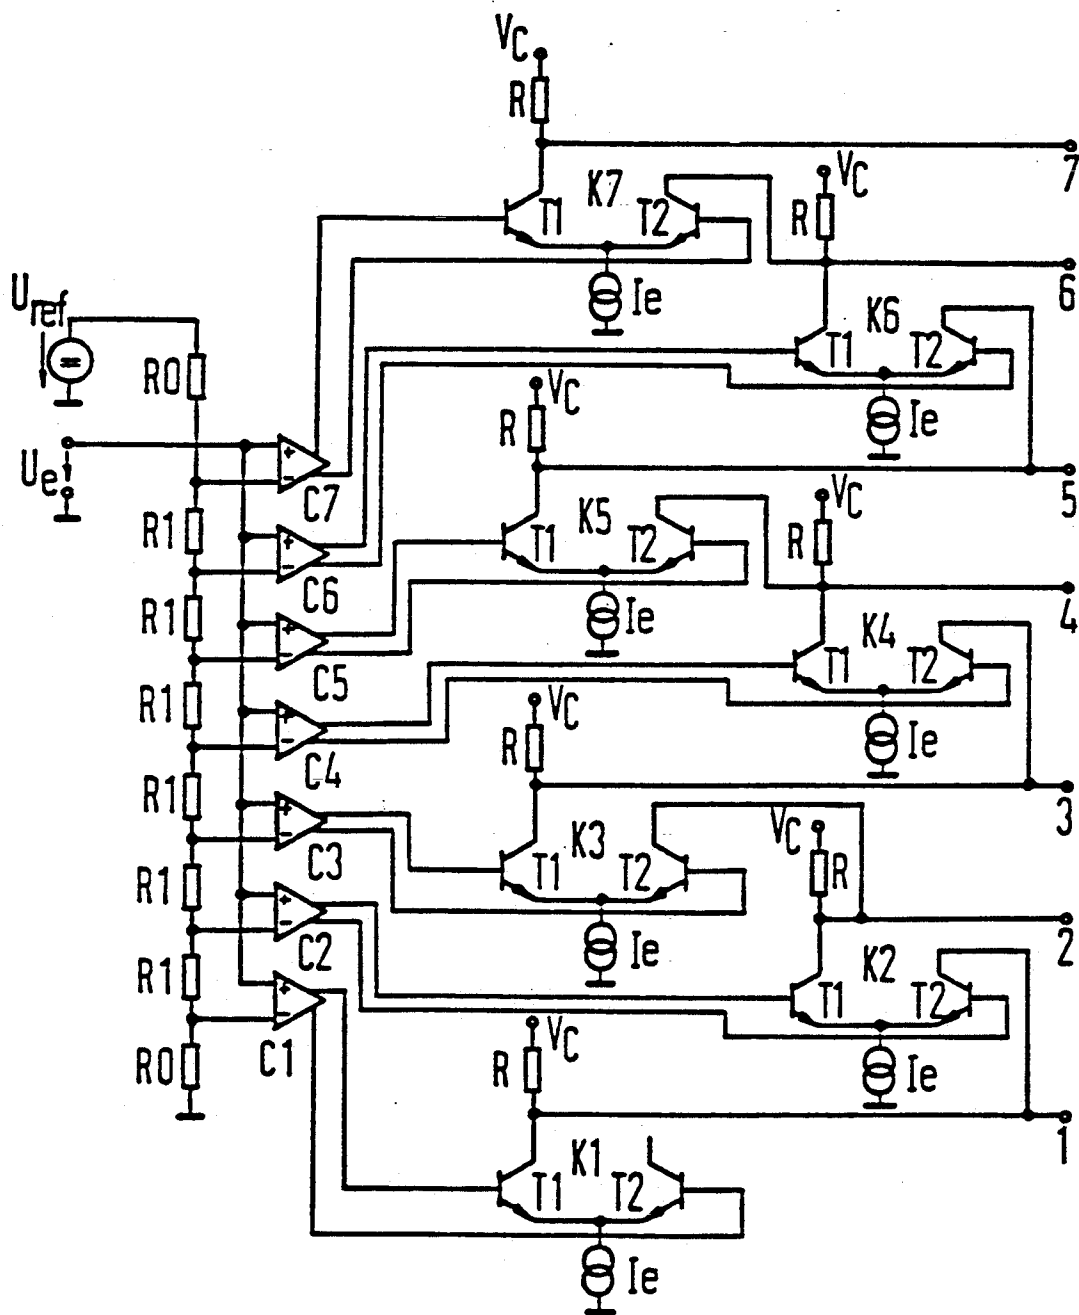 VC
R
7
K7
T1
T2
VC
R
6
Ie
Uref
=
R0
K6
T1
T2
VC
R
Ie
Ue
+
-
C7
5
R1
K5
T1
T2
VC
R
+
-
C6
4
Ie
R1
+
-
C5
K4
T1
T2
R1
VC
R
+
-
C4
Ie
3
R1
+
-
C3
K3
T1
T2
VC
R
R1
+
-
C2
2
Ie
K2
T1
T2
R1
+
-
C1
R0
VC
R
Ie
1
K1
T1
T2
Ie